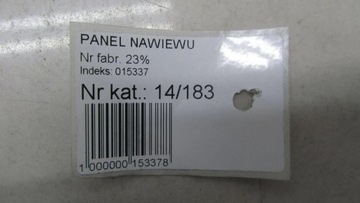 PANEL NAWIEWU
Nr fabr. 23%
Indeks: 015337
Nr kat.: 14/183
1 000000 153378